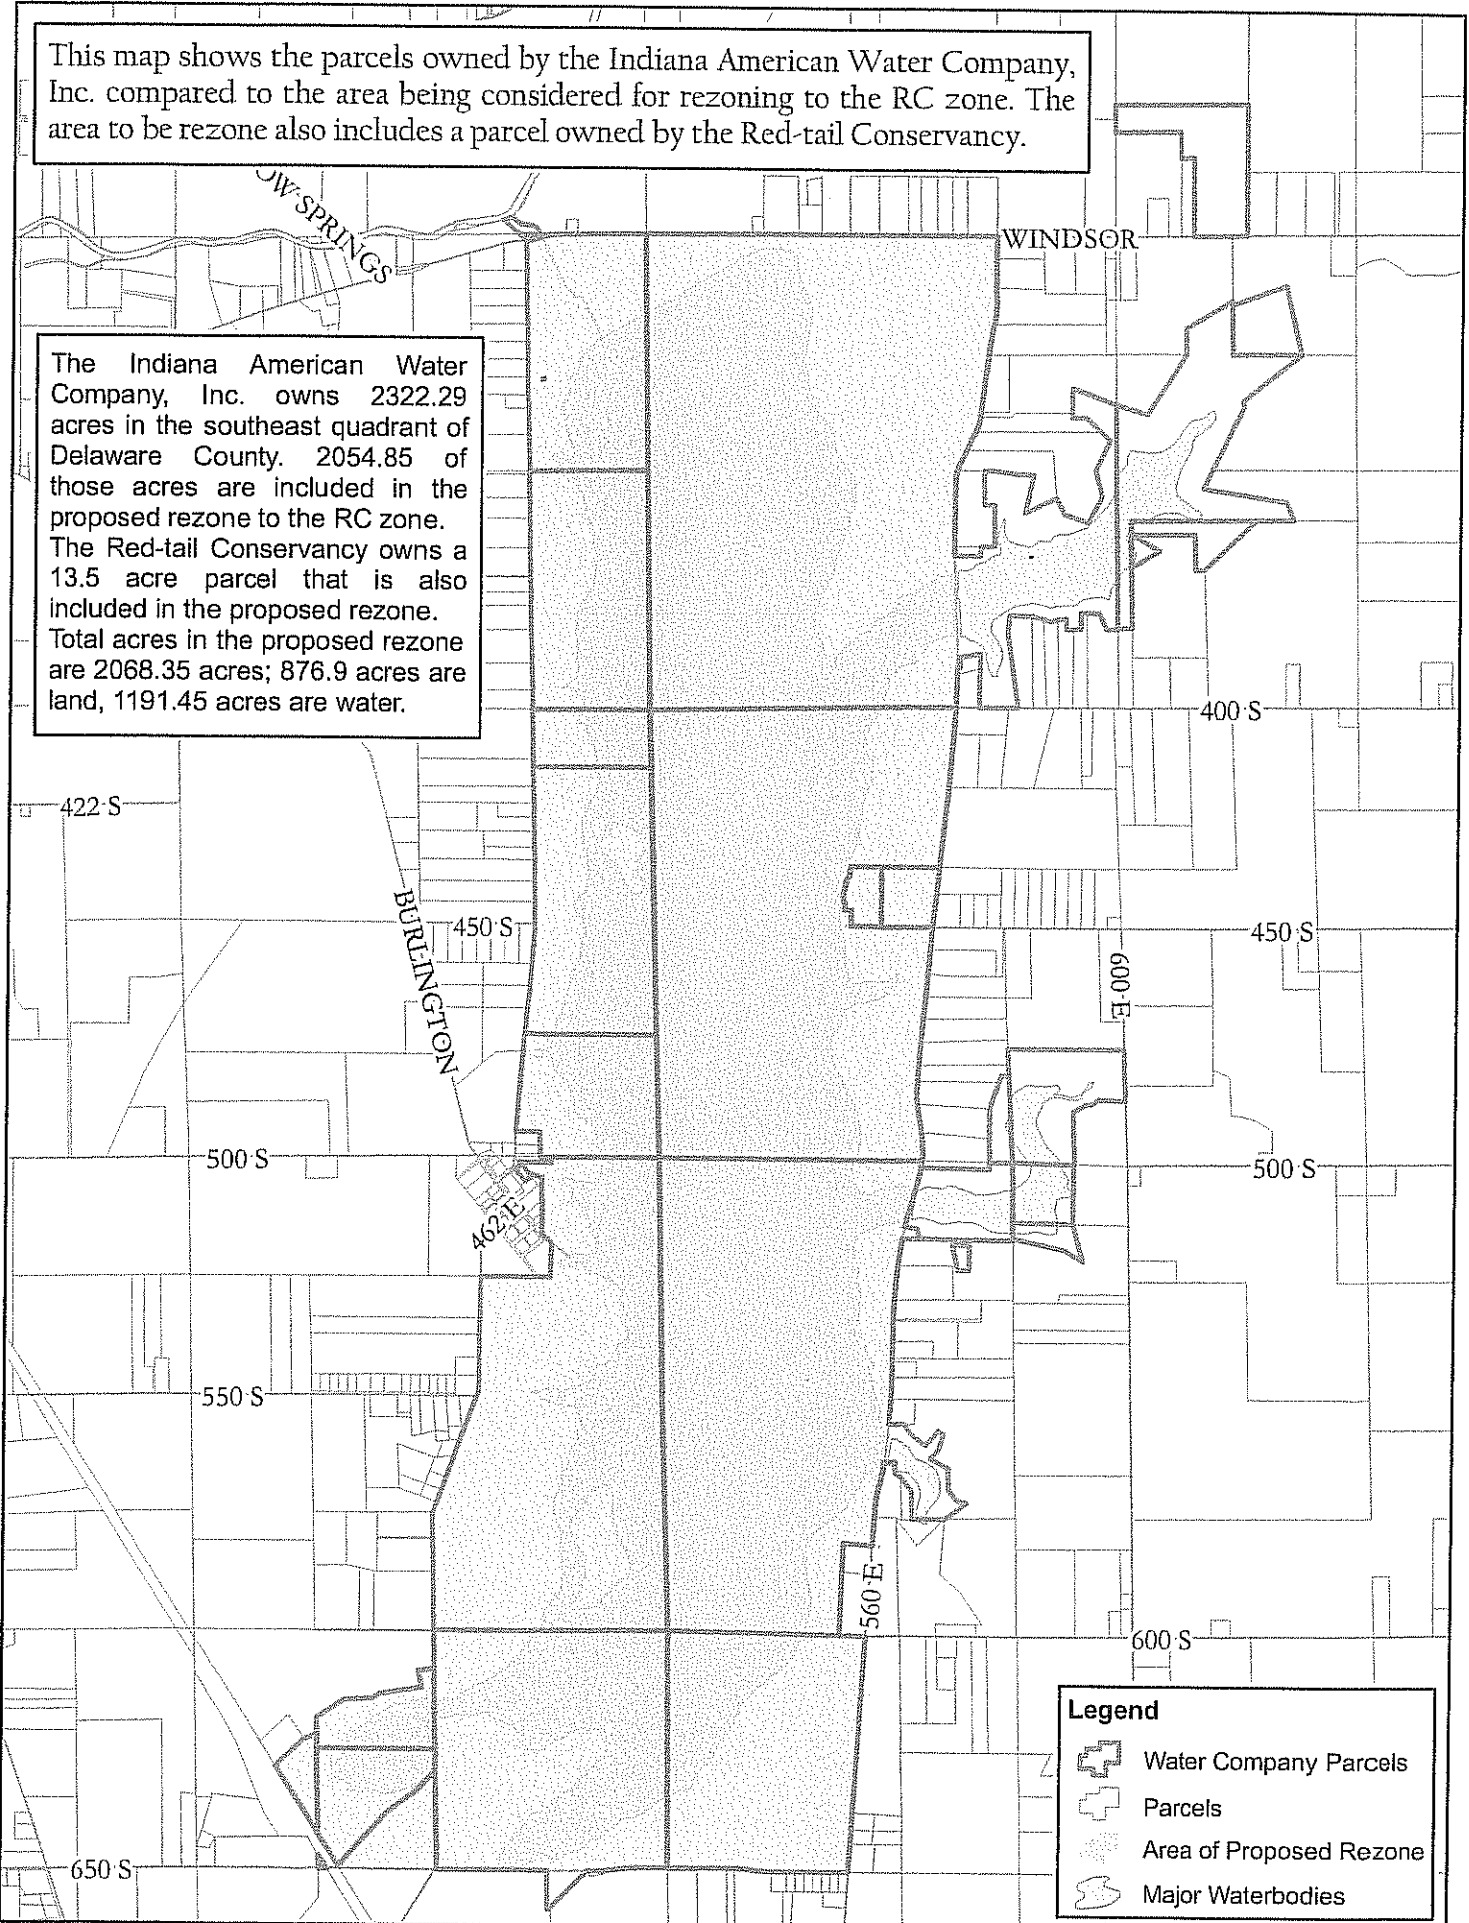 This map shows the parcels owned by the Indiana American Water Company,
Inc. compared to the area being considered for rezoning to the RC zone. The
area to be rezone also includes a parcel owned by the Red-tail Conservancy.
OW SPRINGS
WINDSOR
The Indiana American Water
Company, Inc. owns 2322.29
acres in the southeast quadrant of
Delaware County. 2054.85 of
those acres are included in the
proposed rezone to the RC zone.
The Red-tail Conservancy owns a
13.5 acre parcel that is also
included in the proposed rezone.
Total acres in the proposed rezone
are 2068.35 acres; 876.9 acres are
land, 1191.45 acres are water.
400 S
422 S
BURLINGTON
450 S
450 S
600 E
500 S
500 S
462 E
550 S
560 E
600 S
650 S
Legend
Water Company Parcels
Parcels
Area of Proposed Rezone
Major Waterbodies